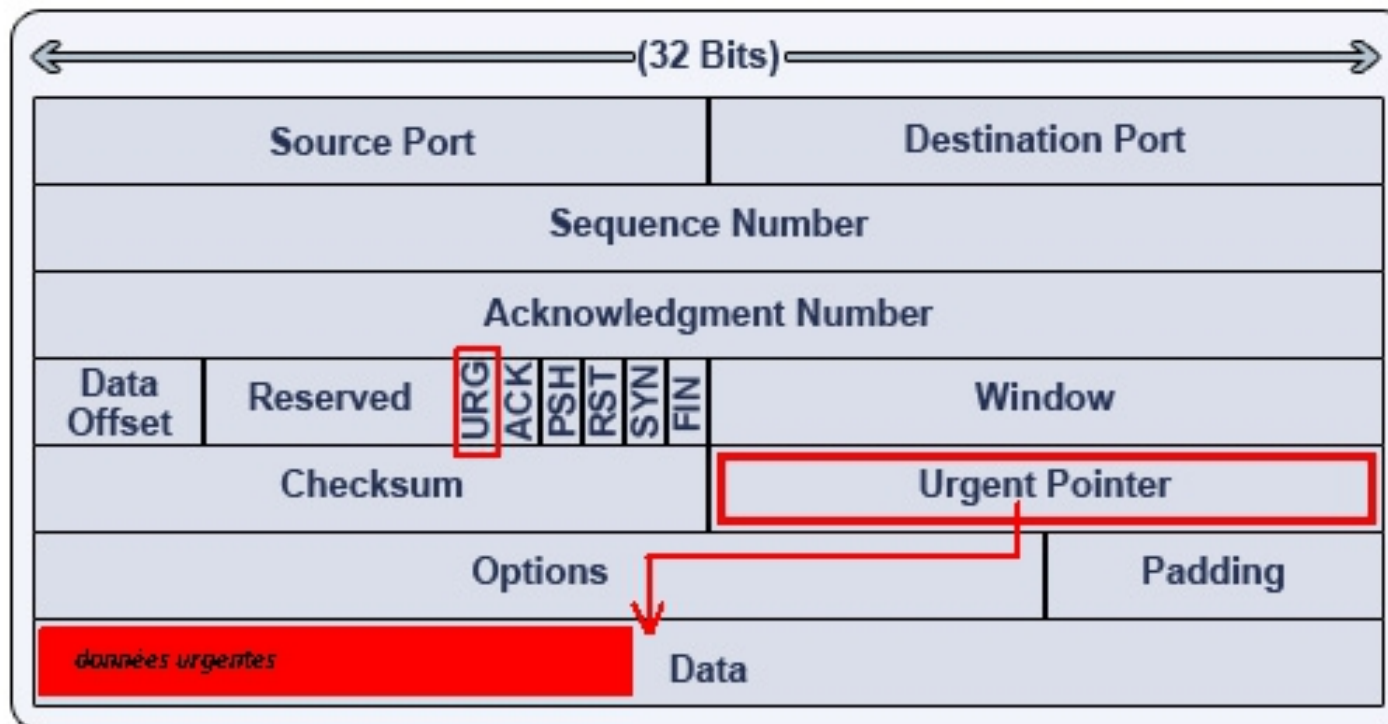 (32 Bits)
Source Port
Destination Port
Sequence Number
Acknowledgment Number
Data
Offset
Reserved
URG
ACK
PSH
RST
SYN
FIN
Window
Checksum
Urgent Pointer
Options
Padding
données urgentes
Data